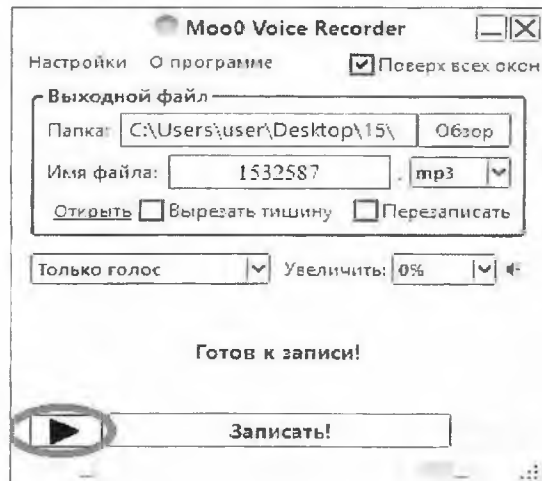 Moo0 Voice Recorder
Настройки О программе Поверх всех окон
Выходной файл
Папка: C:\Users\user\Desktop\15\ Обзор
Имя файла: 1532587 . mp3
Открыть Вырезать тишину Перезаписать
Только голос Увеличить: 0%
Готов к записи!
Записать!